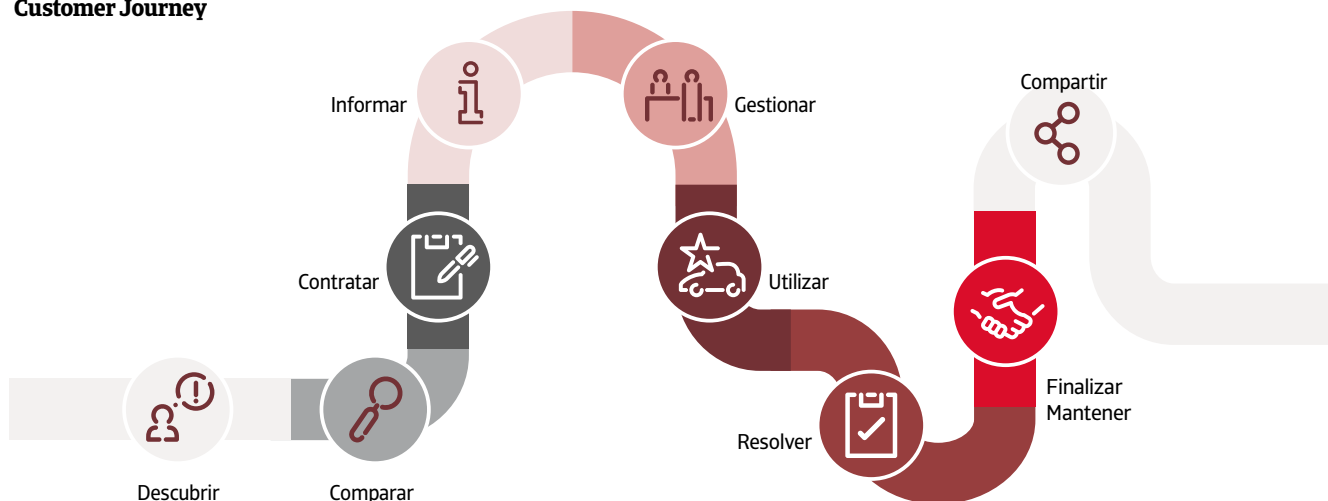 Customer Journey
Descubrir
Comparar
Contratar
Informar
Gestionar
Utilizar
Resolver
Finalizar
Mantener
Compartir